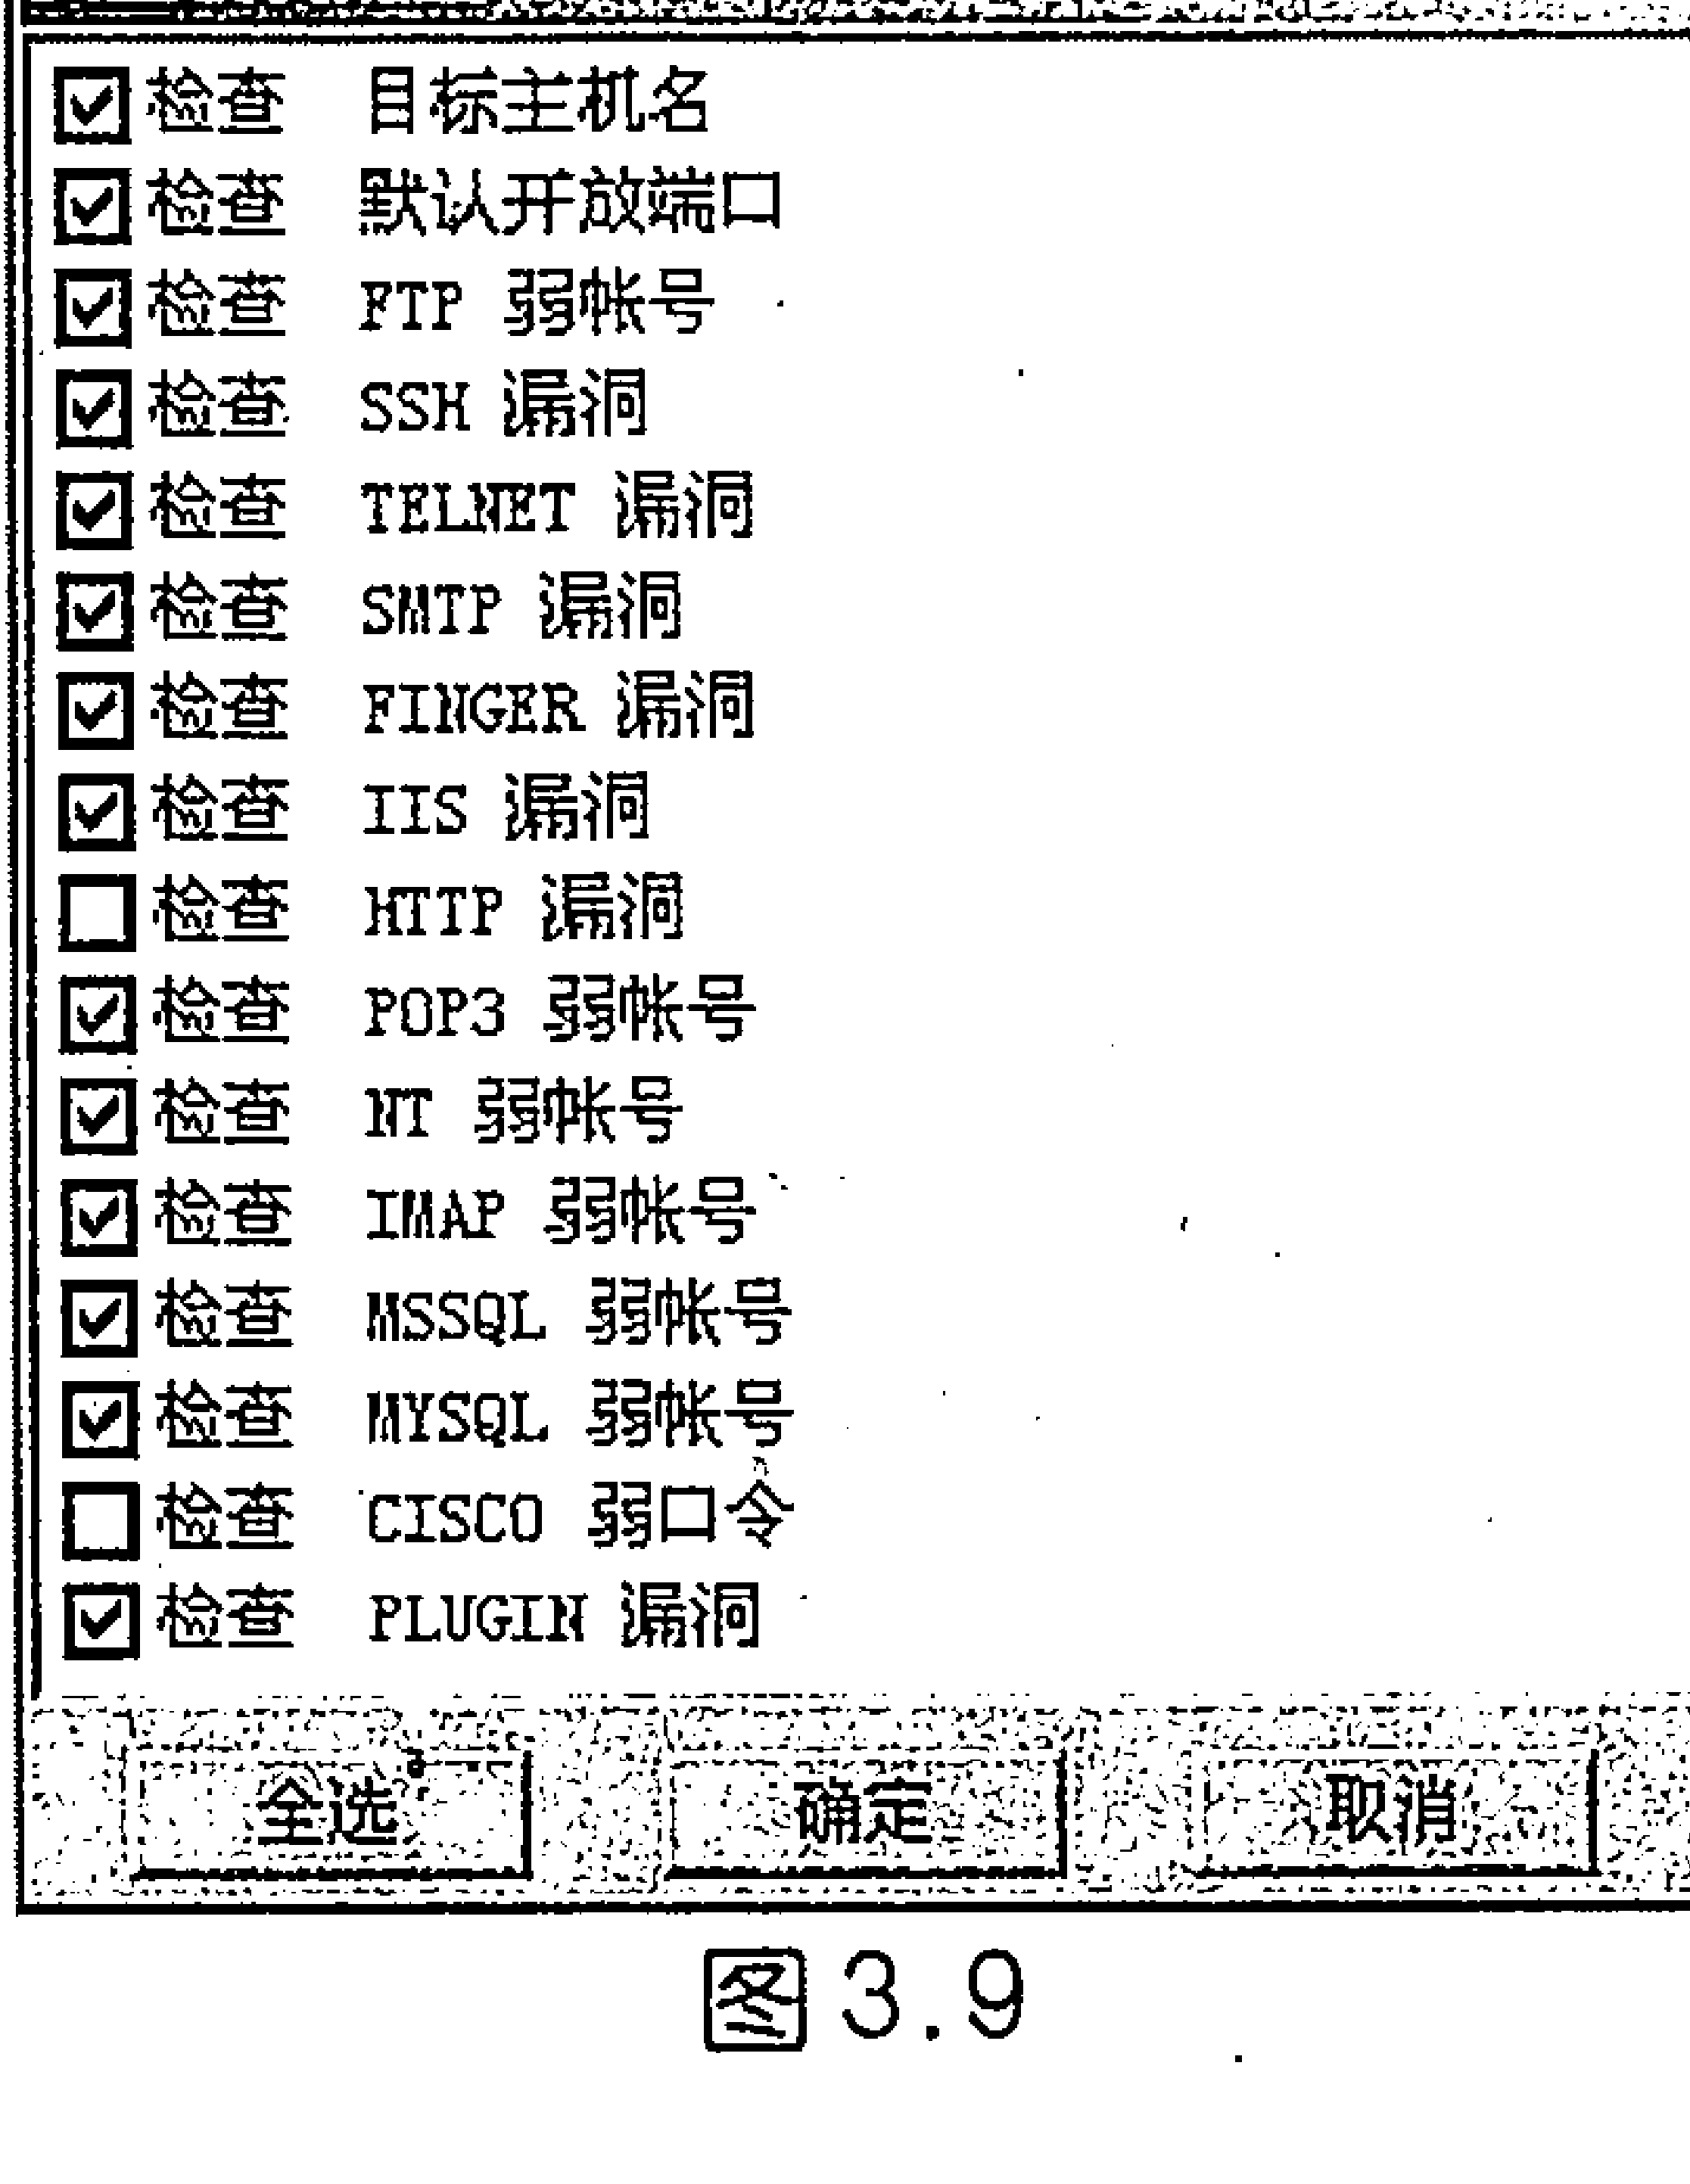 检查 目标主机名
检查 默认开放端口
检查 FTP 弱帐号
检查 SSH 漏洞
检查 TELNET 漏洞
检查 SMTP 漏洞
检查 FINGER 漏洞
检查 IIS 漏洞
检查 HTTP 漏洞
检查 POP3 弱帐号
检查 NT 弱帐号
检查 IMAP 弱帐号
检查 MSSQL 弱帐号
检查 MYSQL 弱帐号
检查 CISCO 弱口令
检查 PLUGIN 漏洞
全选 确定 取消
图 3.9